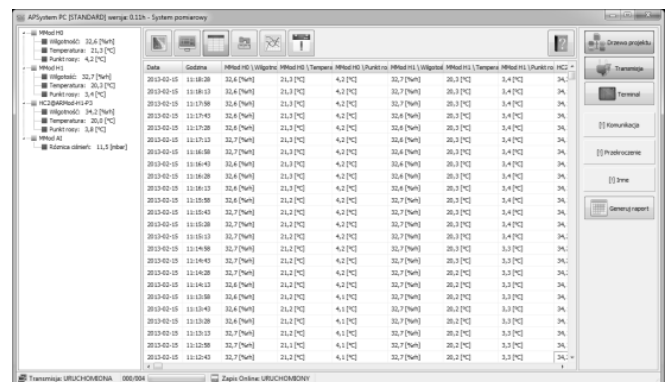 APSystem PC [STANDARD] wersja: 0.11h - System pomiarowy
MMod H0
Wilgotność: 32,6 [%rh]
Temperatura: 21,3 [°C]
Punkt rosy: 4,2 [°C]
MMod H1
Wilgotość: 32,7 [%rh]
Temperatura: 20,3 [°C]
Punkt rosy: 3,4 [°C]
HC2@ARMod-H1-P3
Wilgotność: 34,2 [%rh]
Temperatura: 20,0 [°C]
Punkt rosy: 3,8 [°C]
MMod A1
Różnica ciśnień: 11,5 [mbar]
Data Godzina MMod H0 \ Wilgotno MMod H0 \ Tempera MMod H0 \ Punkt ro MMod H1 \ Wilgotoś MMod H1 \ Tempera MMod H1 \ Punkt ro HC2
2013-02-15 11:18:28 32,6 [%rh] 21,3 [°C] 4,2 [°C] 32,7 [%rh] 20,3 [°C] 3,4 [°C] 34,
2013-02-15 11:18:13 32,6 [%rh] 21,3 [°C] 4,2 [°C] 32,7 [%rh] 20,3 [°C] 3,4 [°C] 34,
2013-02-15 11:17:58 32,6 [%rh] 21,3 [°C] 4,2 [°C] 32,6 [%rh] 20,3 [°C] 3,4 [°C] 34,
2013-02-15 11:17:43 32,6 [%rh] 21,3 [°C] 4,2 [°C] 32,6 [%rh] 20,3 [°C] 3,4 [°C] 34,
2013-02-15 11:17:28 32,6 [%rh] 21,3 [°C] 4,2 [°C] 32,6 [%rh] 20,3 [°C] 3,4 [°C] 34,
2013-02-15 11:17:13 32,7 [%rh] 21,3 [°C] 4,2 [°C] 32,6 [%rh] 20,3 [°C] 3,4 [°C] 34,
2013-02-15 11:16:58 32,6 [%rh] 21,3 [°C] 4,2 [°C] 32,7 [%rh] 20,3 [°C] 3,4 [°C] 34,
2013-02-15 11:16:43 32,6 [%rh] 21,3 [°C] 4,2 [°C] 32,6 [%rh] 20,3 [°C] 3,4 [°C] 34,
2013-02-15 11:16:28 32,6 [%rh] 21,3 [°C] 4,2 [°C] 32,6 [%rh] 20,3 [°C] 3,4 [°C] 34,
2013-02-15 11:16:13 32,6 [%rh] 21,3 [°C] 4,2 [°C] 32,6 [%rh] 20,3 [°C] 3,4 [°C] 34,
2013-02-15 11:15:58 32,8 [%rh] 21,2 [°C] 4,2 [°C] 32,7 [%rh] 20,3 [°C] 3,4 [°C] 34,
2013-02-15 11:15:43 32,7 [%rh] 21,2 [°C] 4,2 [°C] 32,7 [%rh] 20,3 [°C] 3,4 [°C] 34,
2013-02-15 11:15:28 32,7 [%rh] 21,2 [°C] 4,2 [°C] 32,7 [%rh] 20,3 [°C] 3,4 [°C] 34,
2013-02-15 11:15:13 32,7 [%rh] 21,2 [°C] 4,2 [°C] 32,7 [%rh] 20,3 [°C] 3,4 [°C] 34,
2013-02-15 11:14:58 32,7 [%rh] 21,2 [°C] 4,2 [°C] 32,7 [%rh] 20,3 [°C] 3,3 [°C] 34,
2013-02-15 11:14:43 32,7 [%rh] 21,2 [°C] 4,2 [°C] 32,7 [%rh] 20,2 [°C] 3,3 [°C] 34,
2013-02-15 11:14:28 32,7 [%rh] 21,2 [°C] 4,2 [°C] 32,7 [%rh] 20,2 [°C] 3,3 [°C] 34,
2013-02-15 11:14:13 32,8 [%rh] 21,2 [°C] 4,2 [°C] 32,7 [%rh] 20,2 [°C] 3,3 [°C] 34,
2013-02-15 11:13:58 32,6 [%rh] 21,2 [°C] 4,1 [°C] 32,7 [%rh] 20,2 [°C] 3,3 [°C] 34,
2013-02-15 11:13:43 32,6 [%rh] 21,2 [°C] 4,1 [°C] 32,7 [%rh] 20,2 [°C] 3,3 [°C] 34,
2013-02-15 11:13:28 32,7 [%rh] 21,2 [°C] 4,1 [°C] 32,7 [%rh] 20,2 [°C] 3,3 [°C] 34,
2013-02-15 11:13:13 32,7 [%rh] 21,2 [°C] 4,1 [°C] 32,7 [%rh] 20,2 [°C] 3,3 [°C] 34,
2013-02-15 11:12:58 32,7 [%rh] 21,1 [°C] 4,1 [°C] 32,7 [%rh] 20,2 [°C] 3,3 [°C] 34,
2013-02-15 11:12:43 32,7 [%rh] 21,2 [°C] 4,1 [°C] 32,7 [%rh] 20,2 [°C] 3,3 [°C] 34,
Drzewo projektu
Transmisja
Terminal
[!] Komunikacja
[!] Przekroczenie
[!] Inne
Generuj raport
Transmisja: URUCHOMIONA 000/004 Zapis Online: URUCHOMIONY